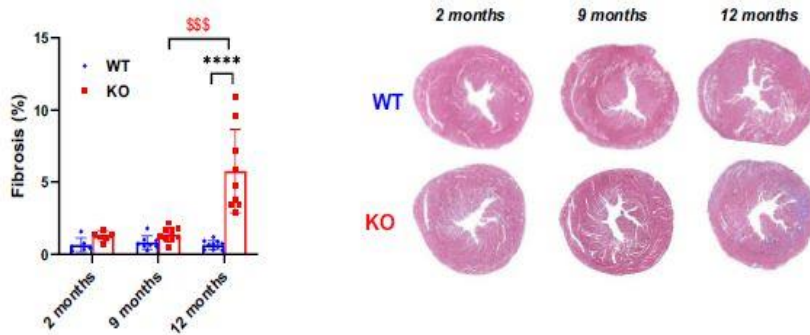 $$$
15
****
WT
KO
10
Fibrosis (%)
5
0
2 months
9 months
12 months
2 months
9 months
12 months
WT
KO